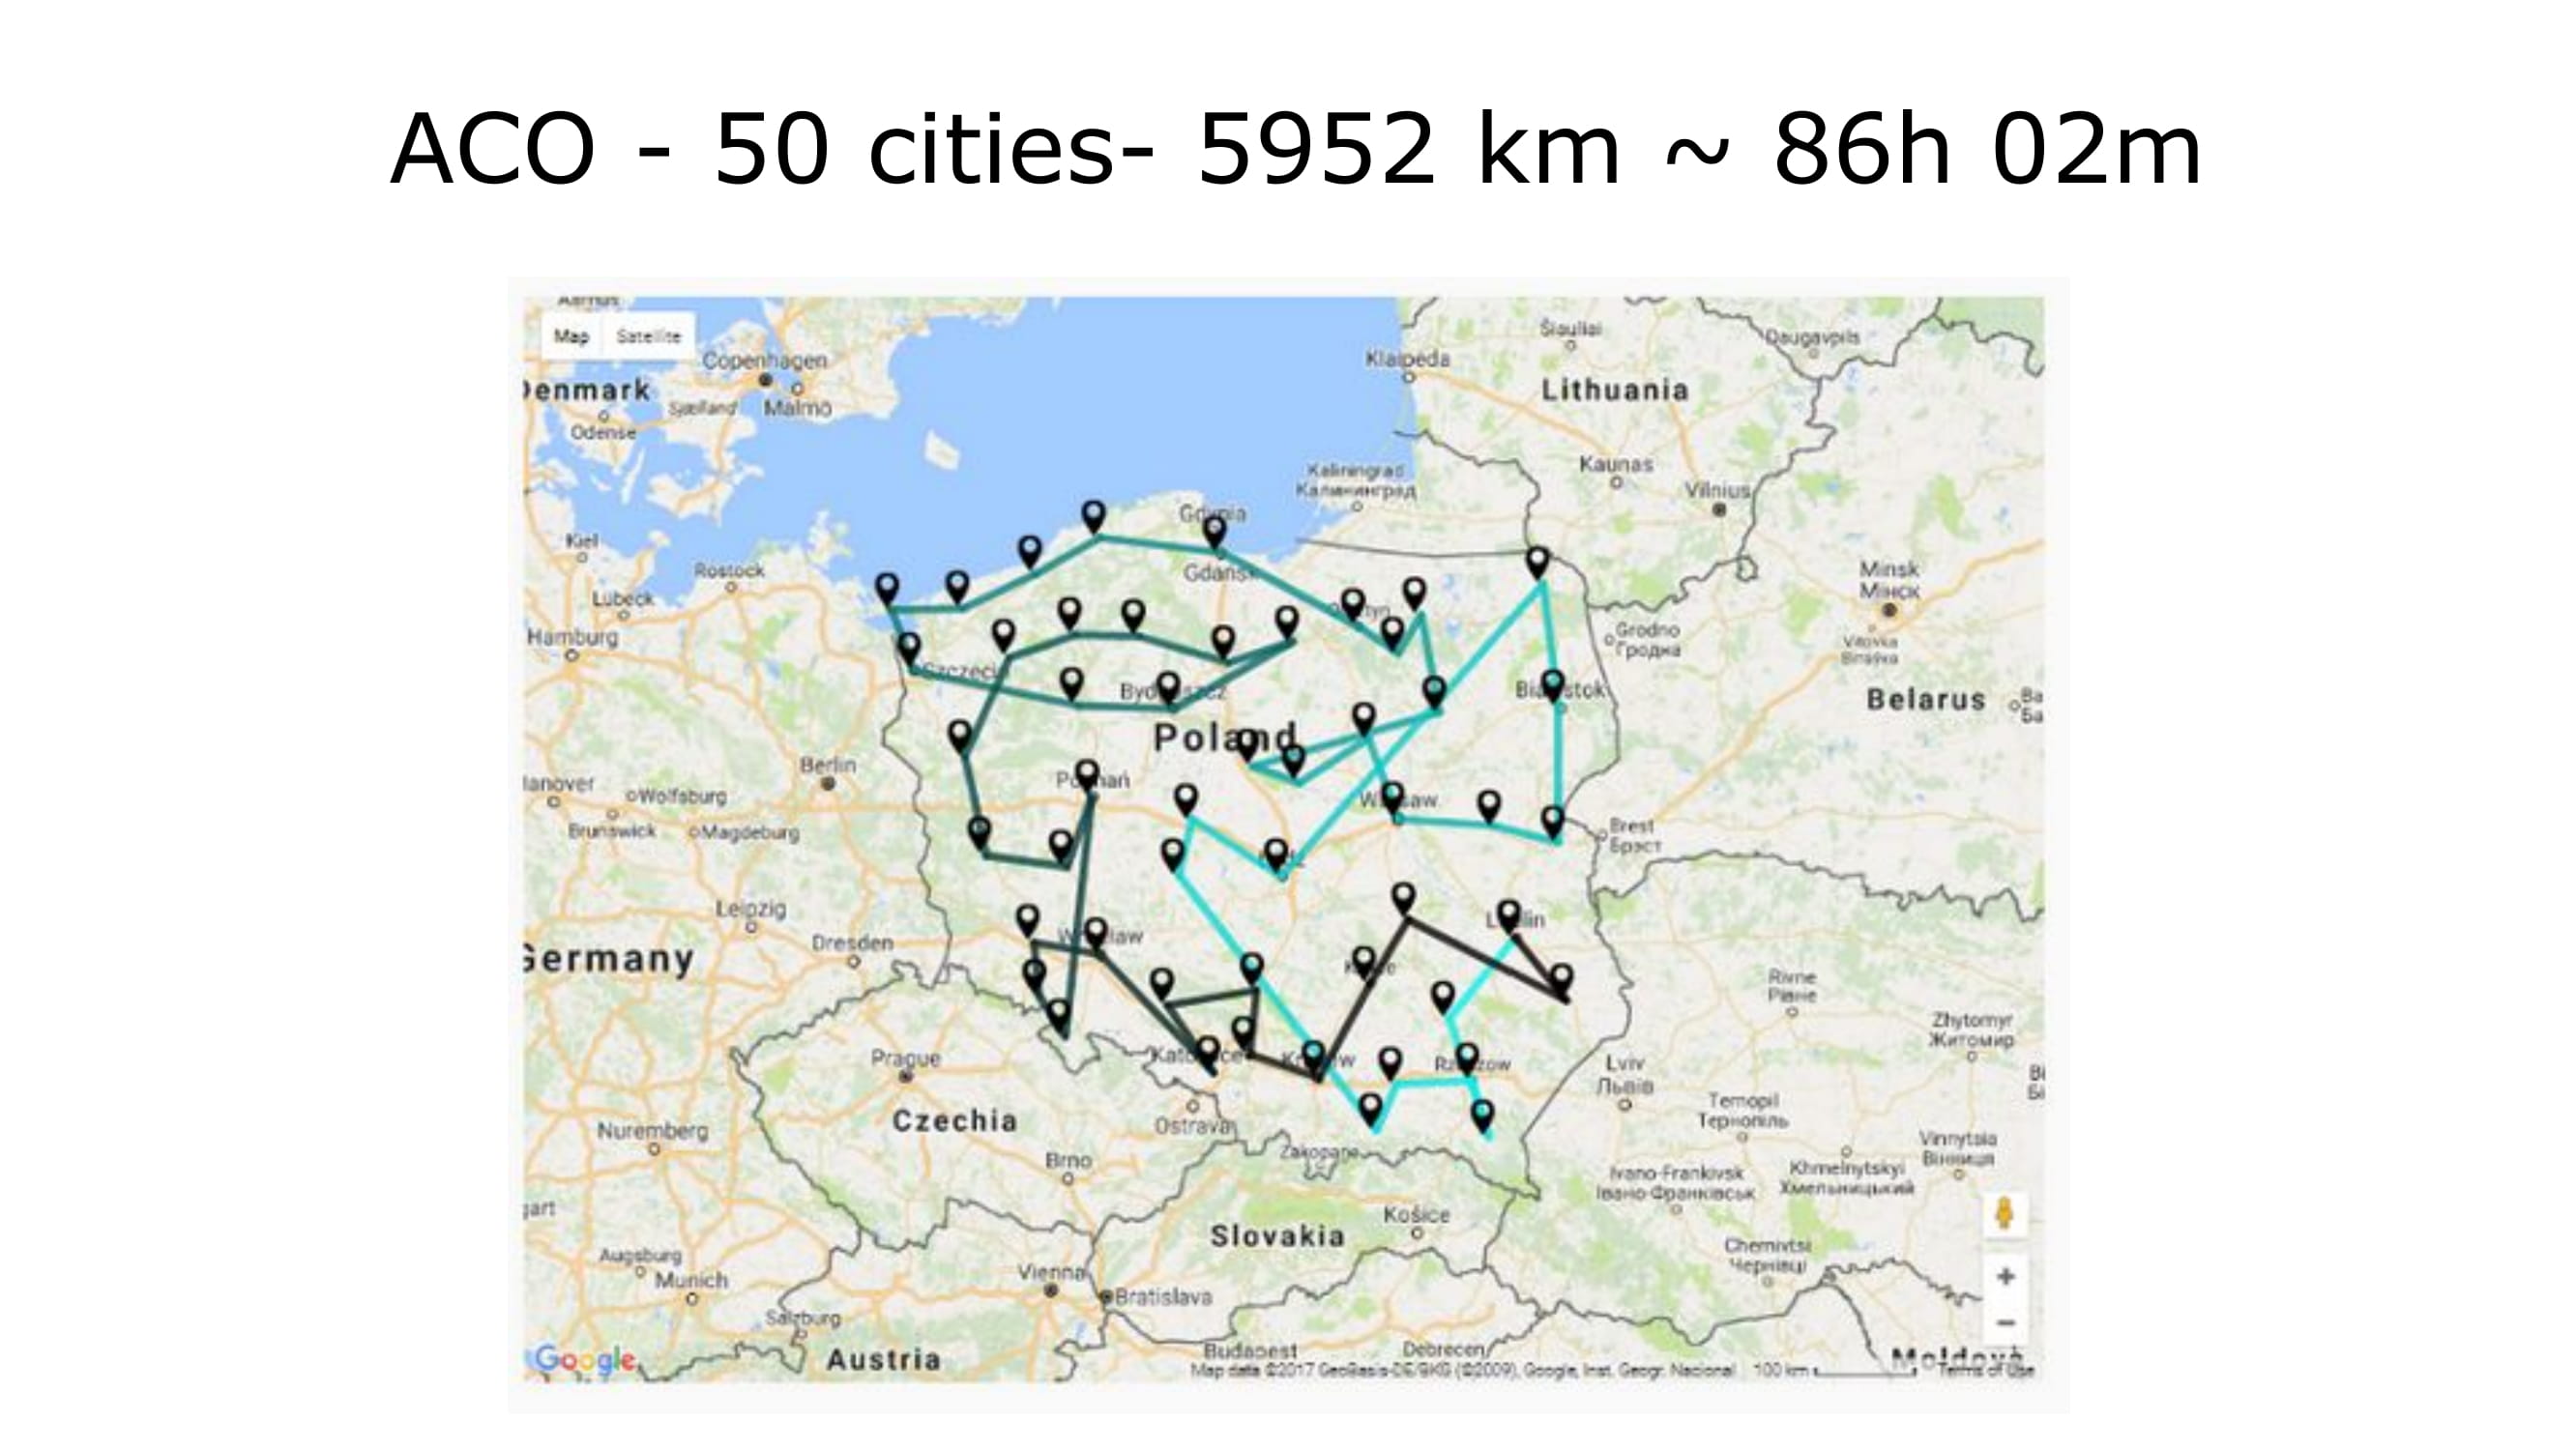 ACO - 50 cities- 5952 km ~ 86h 02m
Aarhus
Map Satellite
Copenhagen
Denmark
Sjælland Malmö
Odense
Klaipeda
Šiauliai
Daugavpils
Lithuania
Kaliningrad
Калининград
Kaunas
Vilnius
Kiel
Gdynia
Rostock
Gdańsk
Lübeck
Minsk
Мінск
Hamburg
Grodno
Гродна
Szczecin
Bydgoszcz
Białystok
Belarus
Poland
Berlin
Poznań
Wolfsburg
Warsaw
Brunswick Magdeburg
Brest
Брэст
Leipzig
Dresden
Wrocław
Lublin
Germany
Rivne
Рівне
Zhytomyr
Житомир
Prague
Katowice
Rzeszow
Lviv
Львів
Czechia
Ostrava
Ternopil
Тернопіль
Nuremberg
Zakopane
Vinnytsia
Вінниця
Brno
Ivano-Frankivsk
Івано-Франківськ
Khmelnytskyi
Хмельницький
gart
Slovakia
Košice
Augsburg
Munich
Vienna
Bratislava
Chernivtsi
Чернівці
Salzburg
Google
Austria
Budapest
Debrecen
Moldova
Map data ©2017 GeoBasis-DE/BKG (©2009), Google, Inst. Geogr. Nacional 100 km Terms of Use